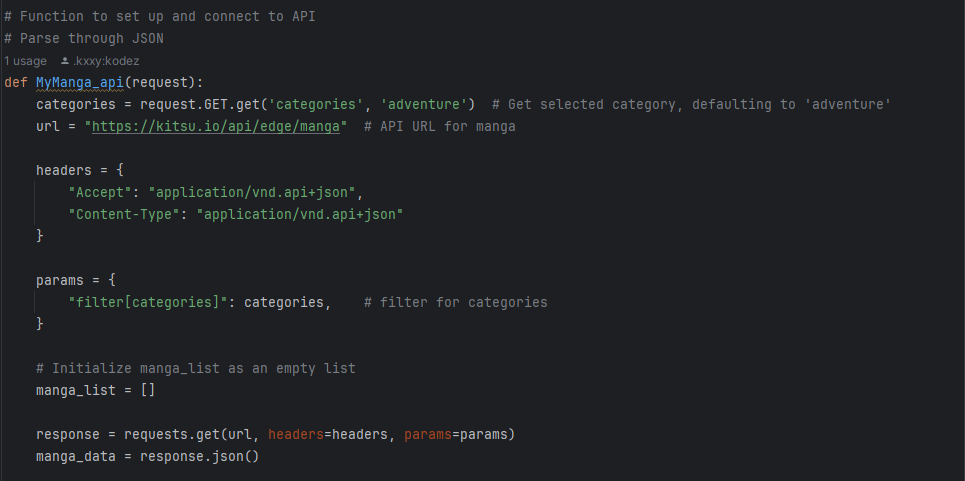 # Function to set up and connect to API
# Parse through JSON
1 usage .kxxy:kodez
def MyManga_api(request):
    categories = request.GET.get('categories', 'adventure')  # Get selected category, defaulting to 'adventure'
    url = "https://kitsu.io/api/edge/manga"  # API URL for manga
    headers = {
        "Accept": "application/vnd.api+json",
        "Content-Type": "application/vnd.api+json"
    }
    params = {
        "filter[categories]": categories,    # filter for categories
    }
    # Initialize manga_list as an empty list
    manga_list = []
    response = requests.get(url, headers=headers, params=params)
    manga_data = response.json()